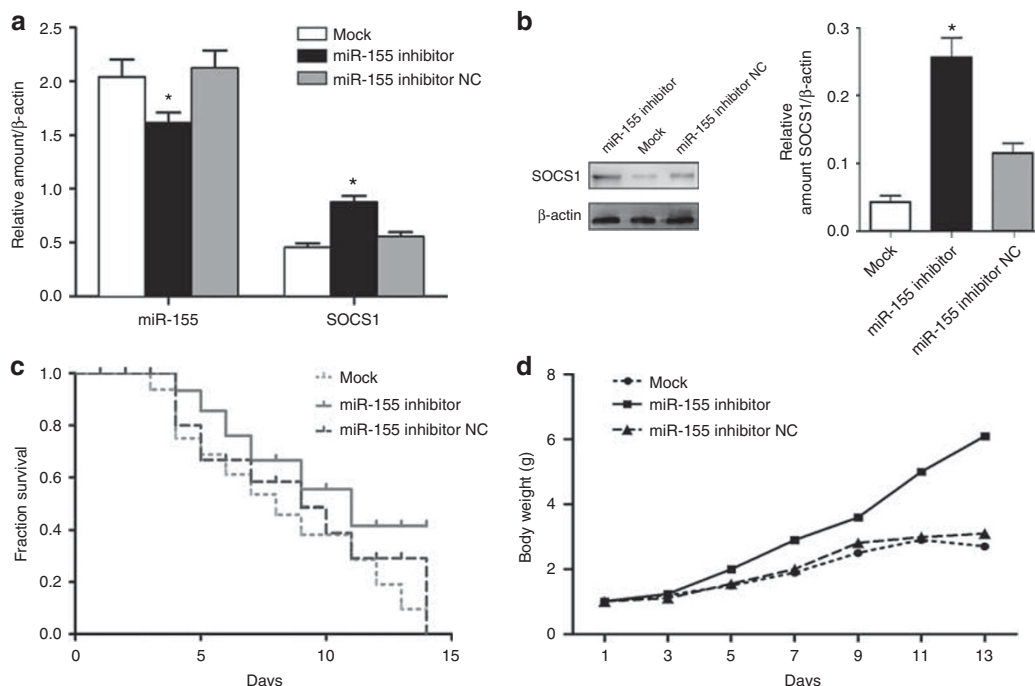 a
2.5
2.0
1.5
1.0
0.5
0.0
Relative amount/β-actin
Mock
miR-155 inhibitor
miR-155 inhibitor NC
*
*
miR-155
SOCS1
b
miR-155 inhibitor
Mock
miR-155 inhibitor NC
SOCS1
β-actin
Relative
amount SOCS1/β-actin
0.3
0.2
0.1
0.0
*
Mock
miR-155 inhibitor
miR-155 inhibitor NC
c
1.0
0.8
0.6
0.4
0.2
0.0
Fraction survival
Mock
miR-155 inhibitor
miR-155 inhibitor NC
0
5
10
15
Days
d
8
6
4
2
0
Body weight (g)
Mock
miR-155 inhibitor
miR-155 inhibitor NC
1
3
5
7
9
11
13
Days